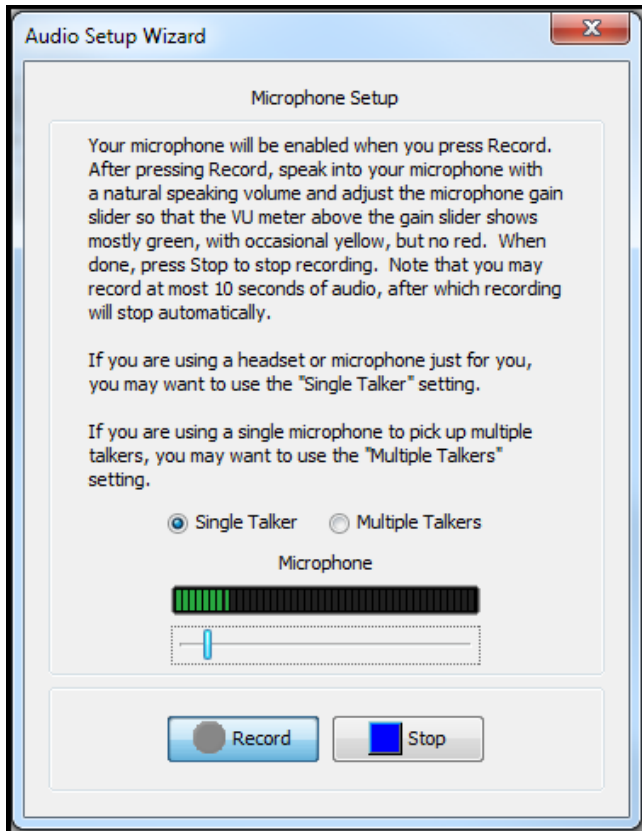 Audio Setup Wizard
X
Microphone Setup
Your microphone will be enabled when you press Record.
After pressing Record, speak into your microphone with
a natural speaking volume and adjust the microphone gain
slider so that the VU meter above the gain slider shows
mostly green, with occasional yellow, but no red.  When
done, press Stop to stop recording.  Note that you may
record at most 10 seconds of audio, after which recording
will stop automatically.
If you are using a headset or microphone just for you,
you may want to use the "Single Talker" setting.
If you are using a single microphone to pick up multiple
talkers, you may want to use the "Multiple Talkers"
setting.
Single Talker Multiple Talkers
Microphone
Record Stop